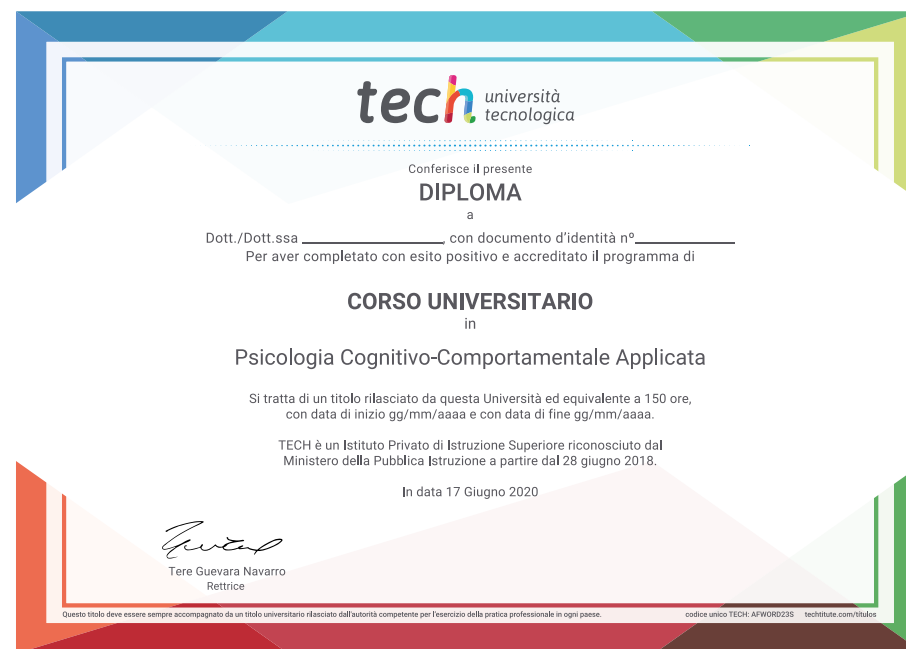 tech università
tecnologica
Conferisce il presente
DIPLOMA
a
Dott./Dott.ssa ____________________, con documento d'identità nº______________
Per aver completato con esito positivo e accreditato il programma di
CORSO UNIVERSITARIO
in
Psicologia Cognitivo-Comportamentale Applicata
Si tratta di un titolo rilasciato da questa Università ed equivalente a 150 ore,
con data di inizio gg/mm/aaaa e con data di fine gg/mm/aaaa.
TECH è un Istituto Privato di Istruzione Superiore riconosciuto dal
Ministero della Pubblica Istruzione a partire dal 28 giugno 2018.
In data 17 Giugno 2020
Tere Guevara Navarro
Rettrice
Questo titolo deve essere sempre accompagnato da un titolo universitario rilasciato dall'autorità competente per l'esercizio della pratica professionale in ogni paese. codice unico TECH: AFWORD23S techtitute.com/titulos